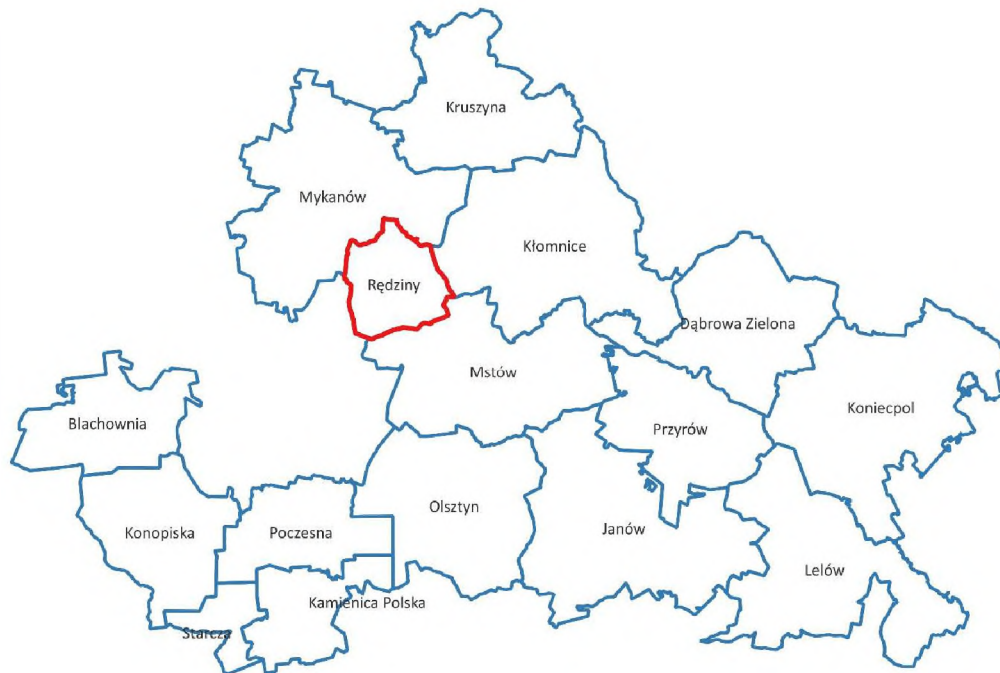 Kruszyna
Mykanów
Kłomnice
Rędziny
Dąbrowa Zielona
Mstów
Koniecpol
Blachownia
Przyrów
Olsztyn
Konopiska
Poczesna
Janów
Lelów
Kamienica Polska
Starcza